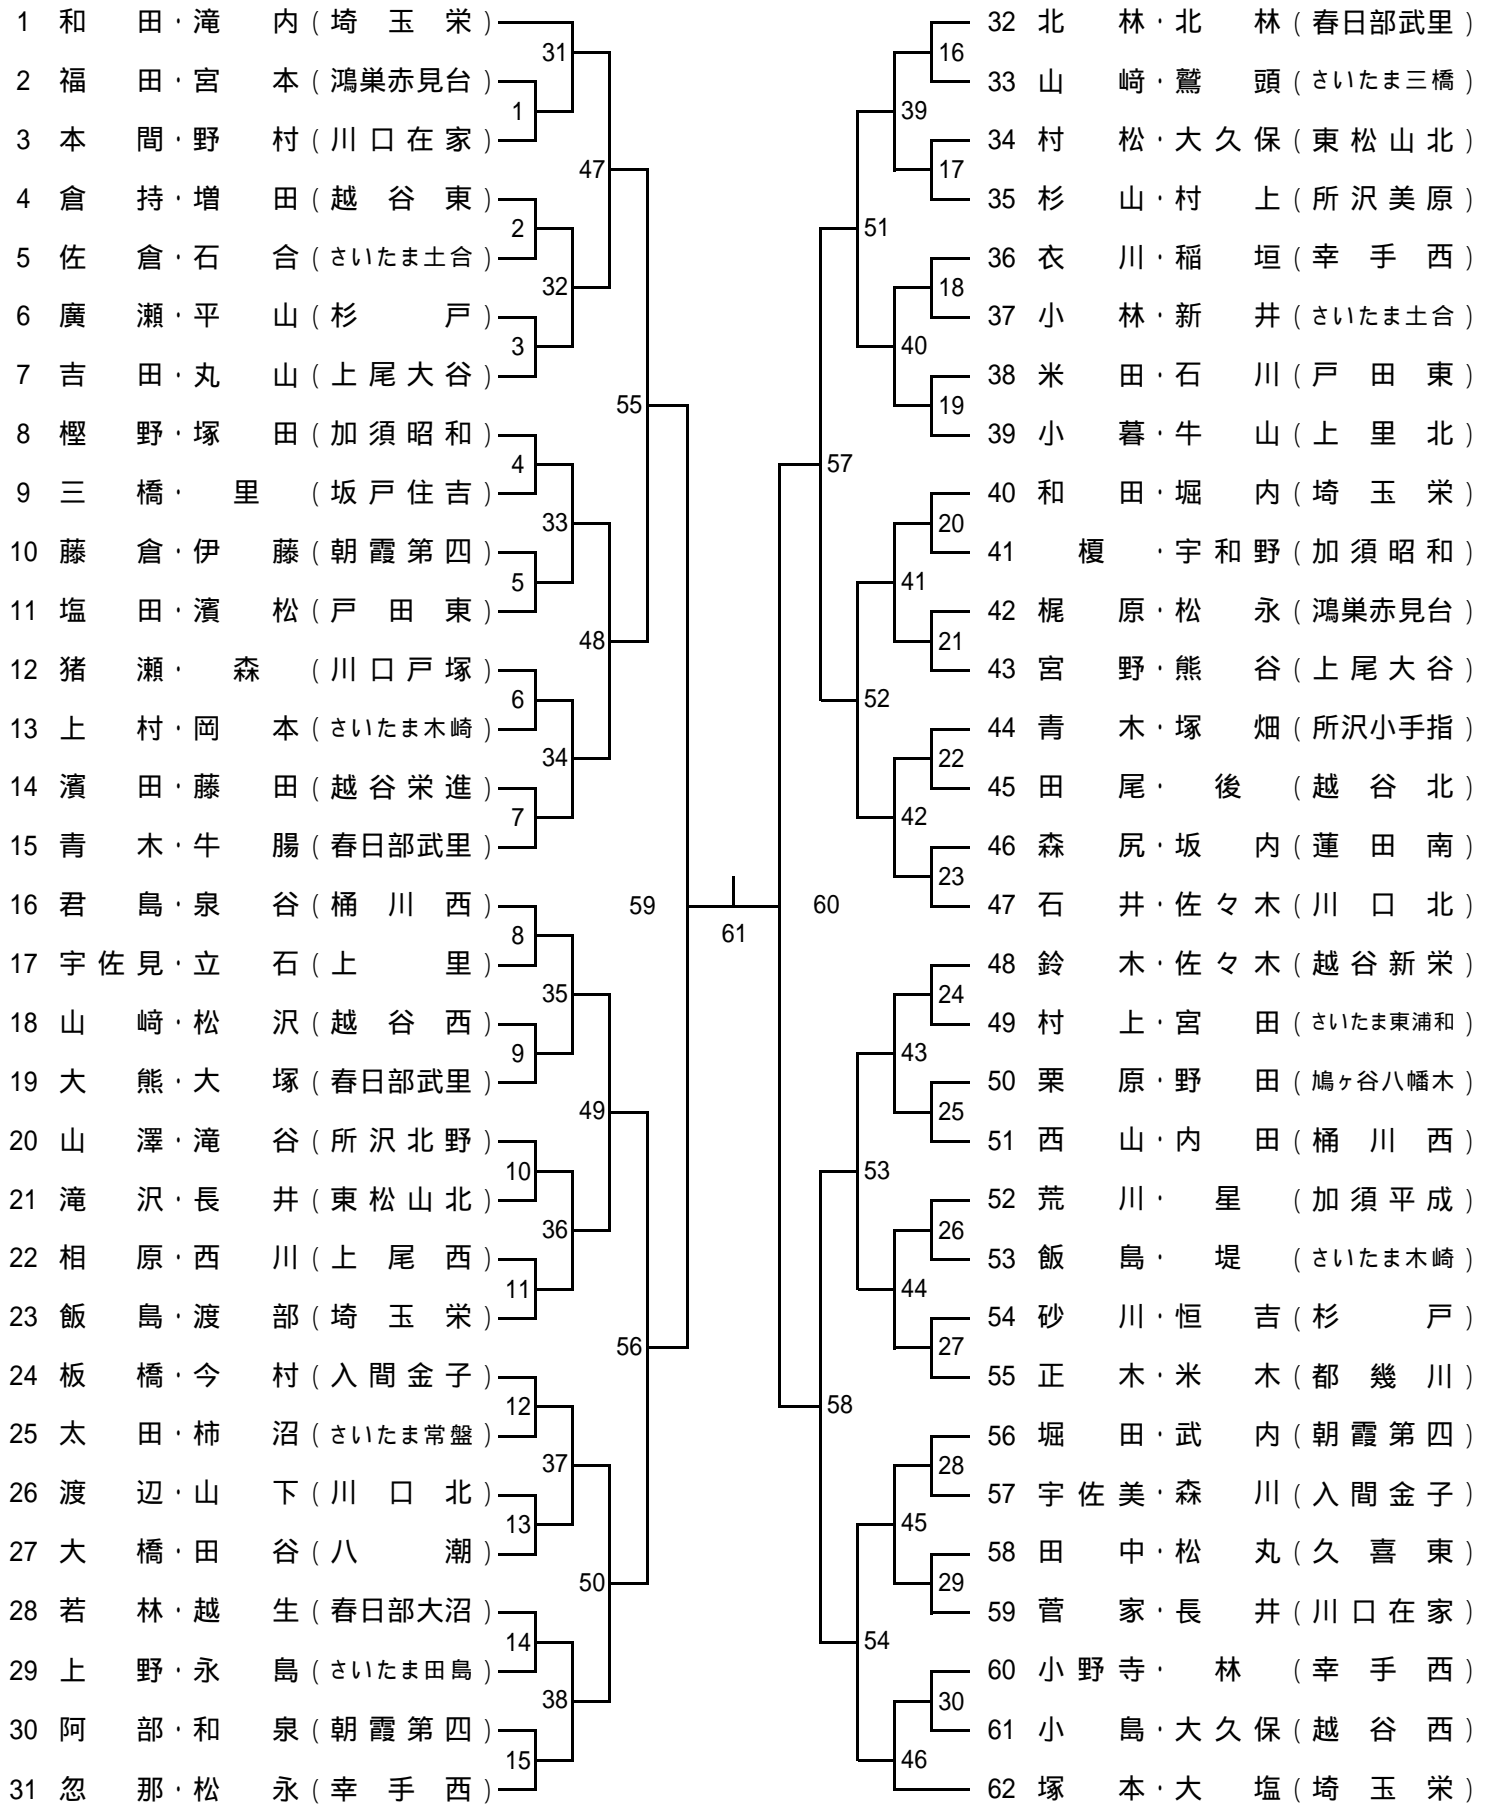 1 和田・滝内(埼玉栄)
2 福田・宮本(鴻巣赤見台)
3 本間・野村(川口在家)
4 倉持・増田(越谷東)
5 佐倉・石合(さいたま土合)
6 廣瀬・平山(杉戸)
7 吉田・丸山(上尾大谷)
8 樫野・塚田(加須昭和)
9 三橋・里(坂戸住吉)
10 藤倉・伊藤(朝霞第四)
11 塩田・濱松(戸田東)
12 猪瀬・森(川口戸塚)
13 上村・岡本(さいたま木崎)
14 濱田・藤田(越谷栄進)
15 青木・牛腸(春日部武里)
16 君島・泉谷(桶川西)
17 宇佐見・立石(上里)
18 山﨑・松沢(越谷西)
19 大熊・大塚(春日部武里)
20 山澤・滝谷(所沢北野)
21 滝沢・長井(東松山北)
22 相原・西川(上尾西)
23 飯島・渡部(埼玉栄)
24 板橋・今村(入間金子)
25 太田・柿沼(さいたま常盤)
26 渡辺・山下(川口北)
27 大橋・田谷(八潮)
28 若林・越生(春日部大沼)
29 上野・永島(さいたま田島)
30 阿部・和泉(朝霞第四)
31 忽那・松永(幸手西)
1
2
3
4
5
6
7
8
9
10
11
12
13
14
15
31
32
33
34
35
36
37
38
47
48
49
50
55
56
59
61
60
57
58
51
52
53
54
39
40
41
42
43
44
45
46
16
17
18
19
20
21
22
23
24
25
26
27
28
29
30
32 北林・北林(春日部武里)
33 山﨑・鷲頭(さいたま三橋)
34 村松・大久保(東松山北)
35 杉山・村上(所沢美原)
36 衣川・稲垣(幸手西)
37 小林・新井(さいたま土合)
38 米田・石川(戸田東)
39 小暮・牛山(上里北)
40 和田・堀内(埼玉栄)
41 榎・宇和野(加須昭和)
42 梶原・松永(鴻巣赤見台)
43 宮野・熊谷(上尾大谷)
44 青木・塚畑(所沢小手指)
45 田尾・後(越谷北)
46 森尻・坂内(蓮田南)
47 石井・佐々木(川口北)
48 鈴木・佐々木(越谷新栄)
49 村上・宮田(さいたま東浦和)
50 栗原・野田(鳩ヶ谷八幡木)
51 西山・内田(桶川西)
52 荒川・星(加須平成)
53 飯島・堤(さいたま木崎)
54 砂川・恒吉(杉戸)
55 正木・米木(都幾川)
56 堀田・武内(朝霞第四)
57 宇佐美・森川(入間金子)
58 田中・松丸(久喜東)
59 菅家・長井(川口在家)
60 小野寺・林(幸手西)
61 小島・大久保(越谷西)
62 塚本・大塩(埼玉栄)